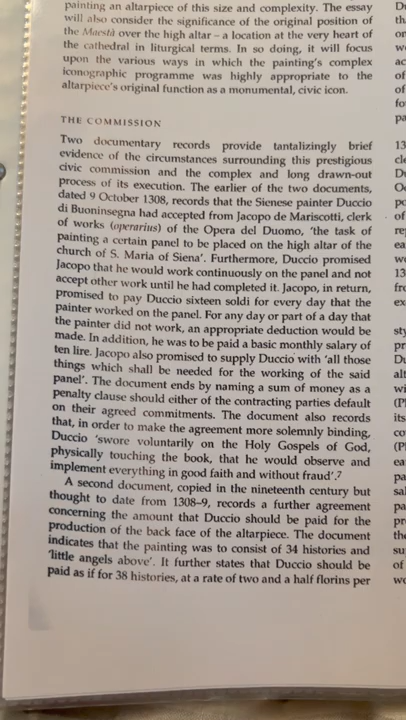 painting an altarpiece of this size and complexity. The essay
will also consider the significance of the original position of
the Maestà over the high altar – a location at the very heart of
the cathedral in liturgical terms. In so doing, it will focus
upon the various ways in which the painting's complex
iconographic programme was highly appropriate to the
altarpiece's original function as a monumental, civic icon.
THE COMMISSION
Two documentary records provide tantalizingly brief
evidence of the circumstances surrounding this prestigious
civic commission and the complex and long drawn-out
process of its execution. The earlier of the two documents,
dated 9 October 1308, records that the Sienese painter Duccio
di Buoninsegna had accepted from Jacopo de Mariscotti, clerk
of works (operarius) of the Opera del Duomo, 'the task of
painting a certain panel to be placed on the high altar of the
church of S. Maria of Siena'. Furthermore, Duccio promised
Jacopo that he would work continuously on the panel and not
accept other work until he had completed it. Jacopo, in return,
promised to pay Duccio sixteen soldi for every day that the
painter worked on the panel. For any day or part of a day that
the painter did not work, an appropriate deduction would be
made. In addition, he was to be paid a basic monthly salary of
ten lire. Jacopo also promised to supply Duccio with 'all those
things which shall be needed for the working of the said
panel'. The document ends by naming a sum of money as a
penalty clause should either of the contracting parties default
on their agreed commitments. The document also records
that, in order to make the agreement more solemnly binding,
Duccio 'swore voluntarily on the Holy Gospels of God,
physically touching the book, that he would observe and
implement everything in good faith and without fraud'.7
A second document, copied in the nineteenth century but
thought to date from 1308–9, records a further agreement
concerning the amount that Duccio should be paid for the
production of the back face of the altarpiece. The document
indicates that the painting was to consist of 34 histories and
'little angels above'. It further states that Duccio should be
paid as if for 38 histories, at a rate of two and a half florins per